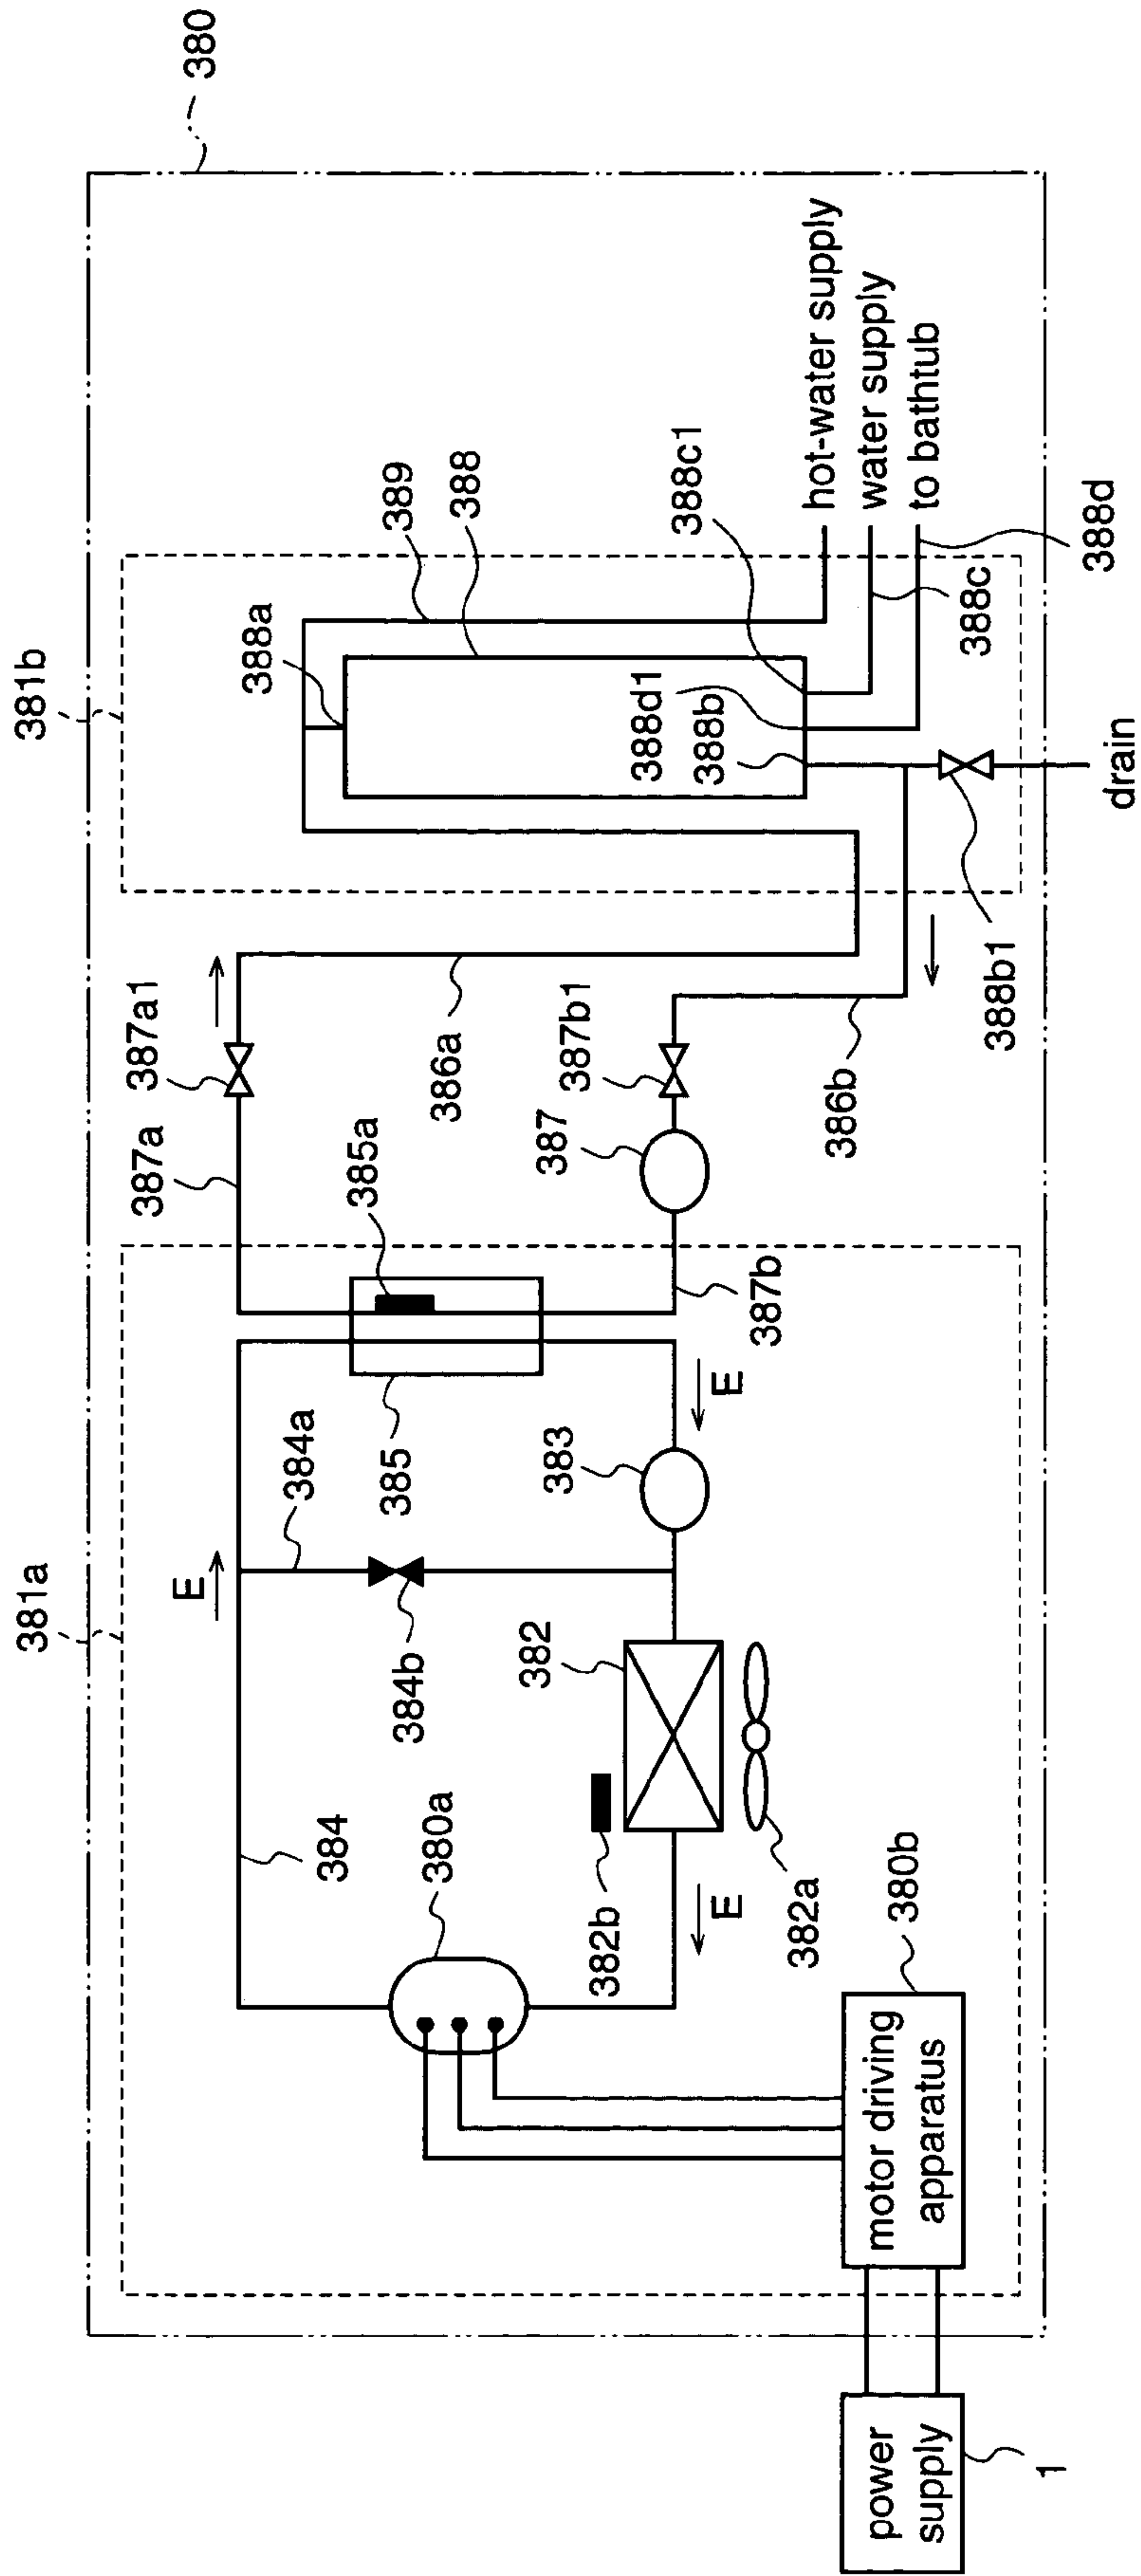 380
381b
381a
389
388
388a
388c1
388d1
388b
hot-water supply
water supply
to bathtub
388d
388c
drain
388b1
387a1
387a
386a
387b1
387
386b
385a
387b
E
385
384a
383
E
384b
382
384
380a
382b
E
382a
380b
motor driving
apparatus
power
supply
1